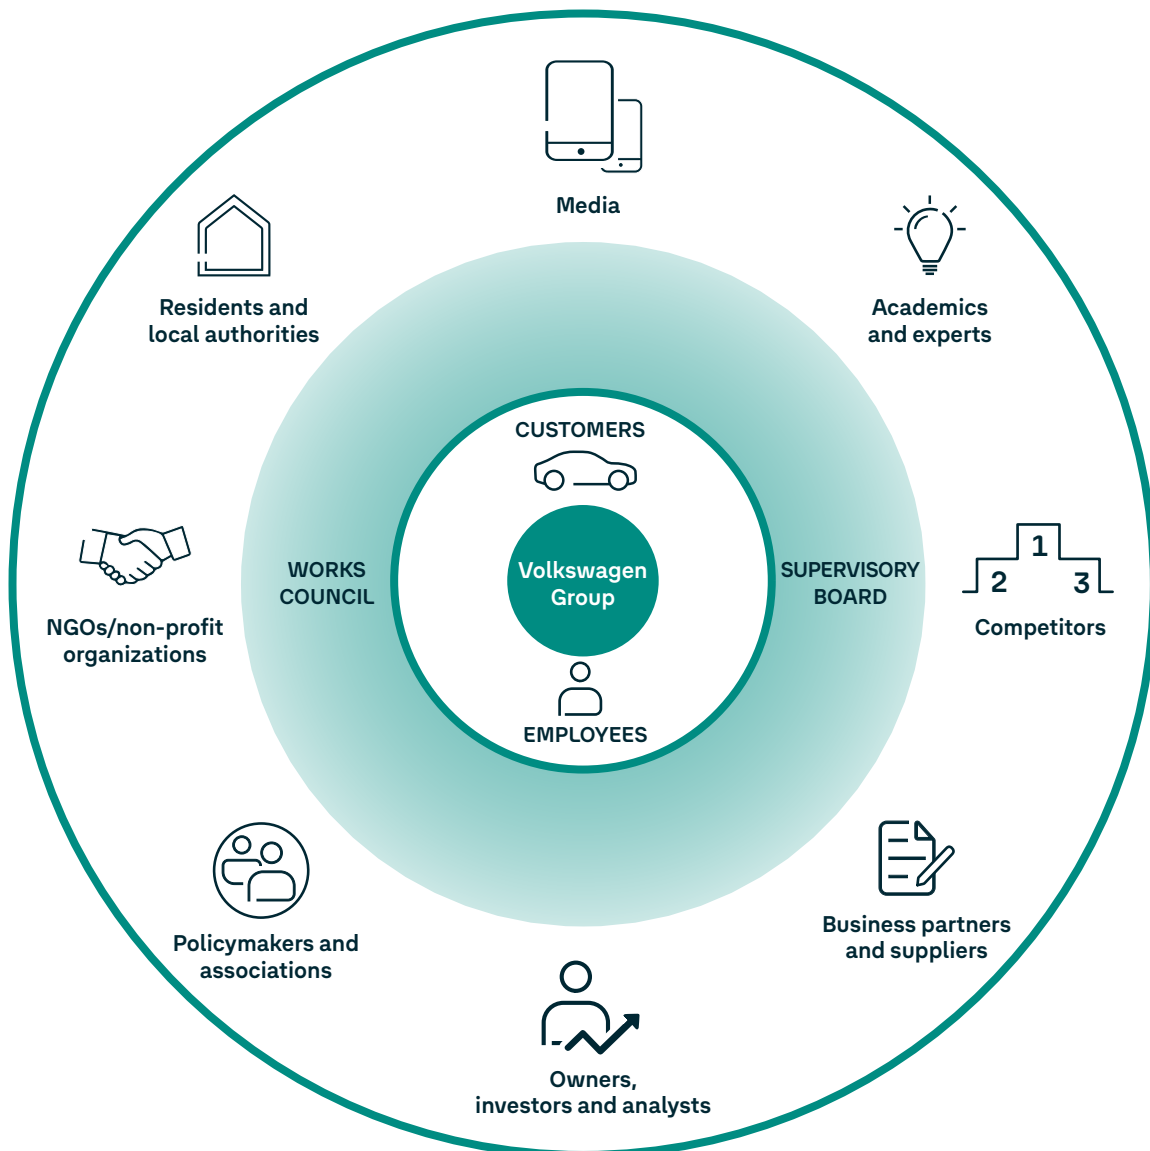 Media
Residents and
local authorities
Academics
and experts
CUSTOMERS
WORKS
COUNCIL
Volkswagen
Group
SUPERVISORY
BOARD
1
2
3
NGOs/non-profit
organizations
Competitors
EMPLOYEES
Policymakers and
associations
Business partners
and suppliers
Owners,
investors and analysts